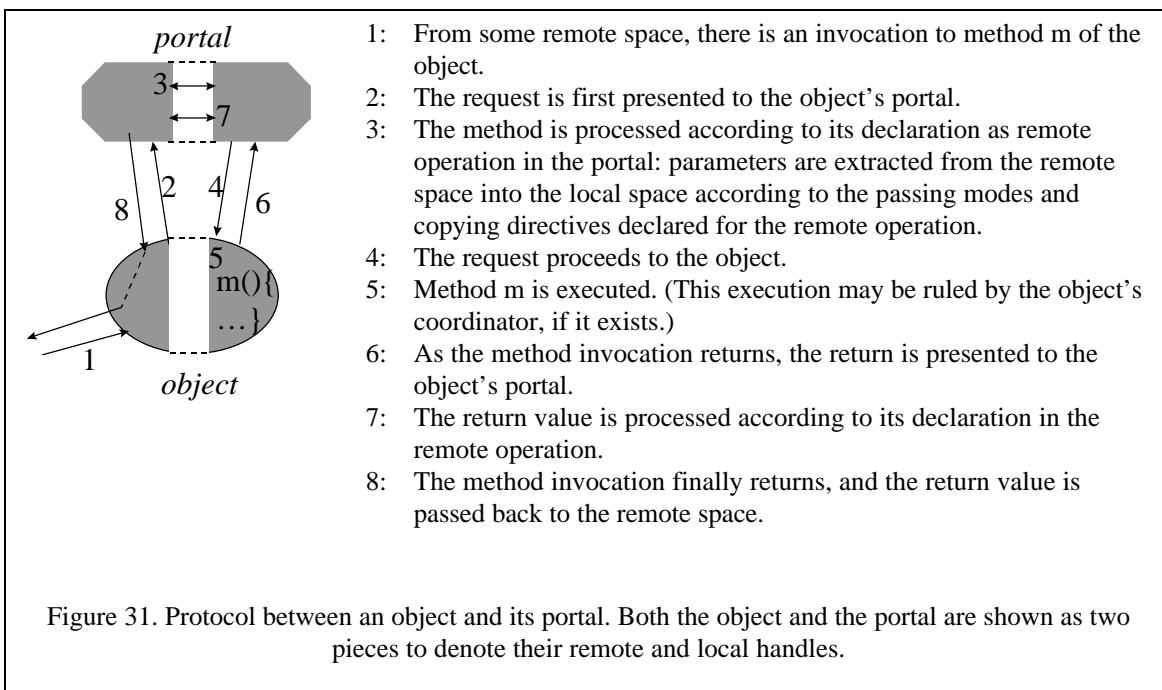 portal
3
7
2
4
8
6
5
m(){
…}
1
object
1: From some remote space, there is an invocation to method m of the
object.
2: The request is first presented to the object’s portal.
3: The method is processed according to its declaration as remote
operation in the portal: parameters are extracted from the remote
space into the local space according to the passing modes and
copying directives declared for the remote operation.
4: The request proceeds to the object.
5: Method m is executed. (This execution may be ruled by the object’s
coordinator, if it exists.)
6: As the method invocation returns, the return is presented to the
object’s portal.
7: The return value is processed according to its declaration in the
remote operation.
8: The method invocation finally returns, and the return value is
passed back to the remote space.
Figure 31. Protocol between an object and its portal. Both the object and the portal are shown as two
pieces to denote their remote and local handles.